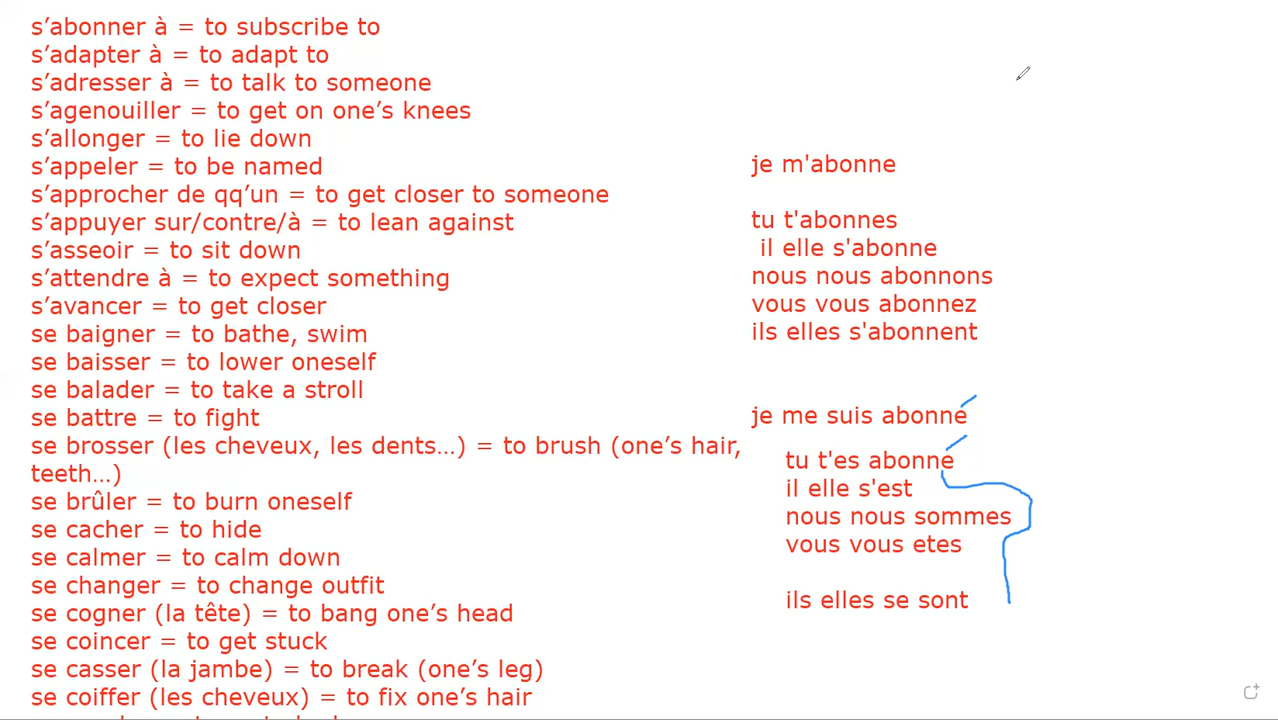 s’abonner à = to subscribe to
s’adapter à = to adapt to
s’adresser à = to talk to someone
s’agenouiller = to get on one’s knees
s’allonger = to lie down
s’appeler = to be named
s’approcher de qq’un = to get closer to someone
s’appuyer sur/contre/à = to lean against
s’asseoir = to sit down
s’attendre à = to expect something
s’avancer = to get closer
se baigner = to bathe, swim
se baisser = to lower oneself
se balader = to take a stroll
se battre = to fight
se brosser (les cheveux, les dents…) = to brush (one’s hair,
teeth…)
se brûler = to burn oneself
se cacher = to hide
se calmer = to calm down
se changer = to change outfit
se cogner (la tête) = to bang one’s head
se coincer = to get stuck
se casser (la jambe) = to break (one’s leg)
se coiffer (les cheveux) = to fix one’s hair
je m'abonne
tu t'abonnes
il elle s'abonne
nous nous abonnons
vous vous abonnez
ils elles s'abonnent
je me suis abonné
tu t'es abonné
il elle s'est
nous nous sommes
vous vous etes
ils elles se sont